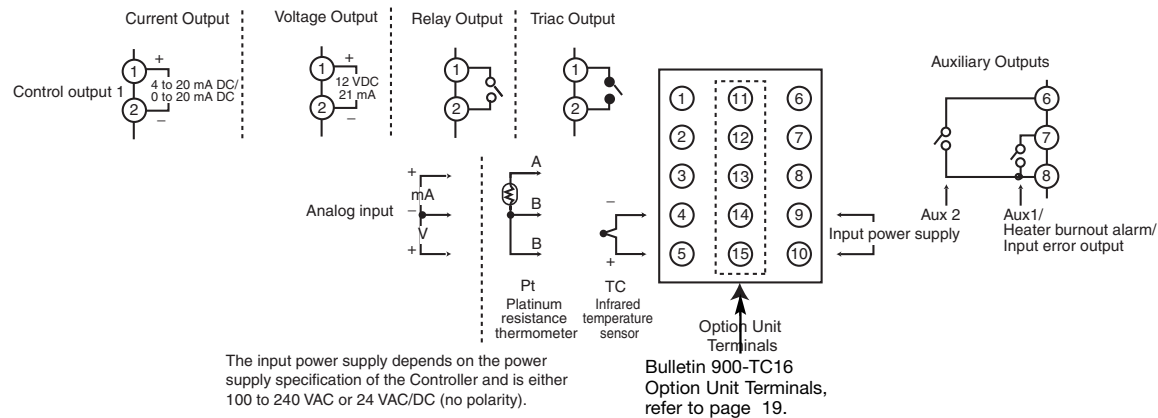 Current Output
Voltage Output
Relay Output
Triac Output
Control output 1
1
+
4 to 20 mA DC/
0 to 20 mA DC
2
–
1
+
12 VDC
21 mA
2
–
1
2
1
2
Analog input
+
mA
–
V
+
A
B
B
Pt
Platinum
resistance
thermometer
–
+
TC
Infrared
temperature
sensor
1
11
6
2
12
7
3
13
8
4
14
9
5
15
10
Input power supply
Auxiliary Outputs
6
7
8
Aux 2
Aux1/
Heater burnout alarm/
Input error output
Option Unit
Terminals
Bulletin 900-TC16
Option Unit Terminals,
refer to page 19.
The input power supply depends on the power
supply specification of the Controller and is either
100 to 240 VAC or 24 VAC/DC (no polarity).